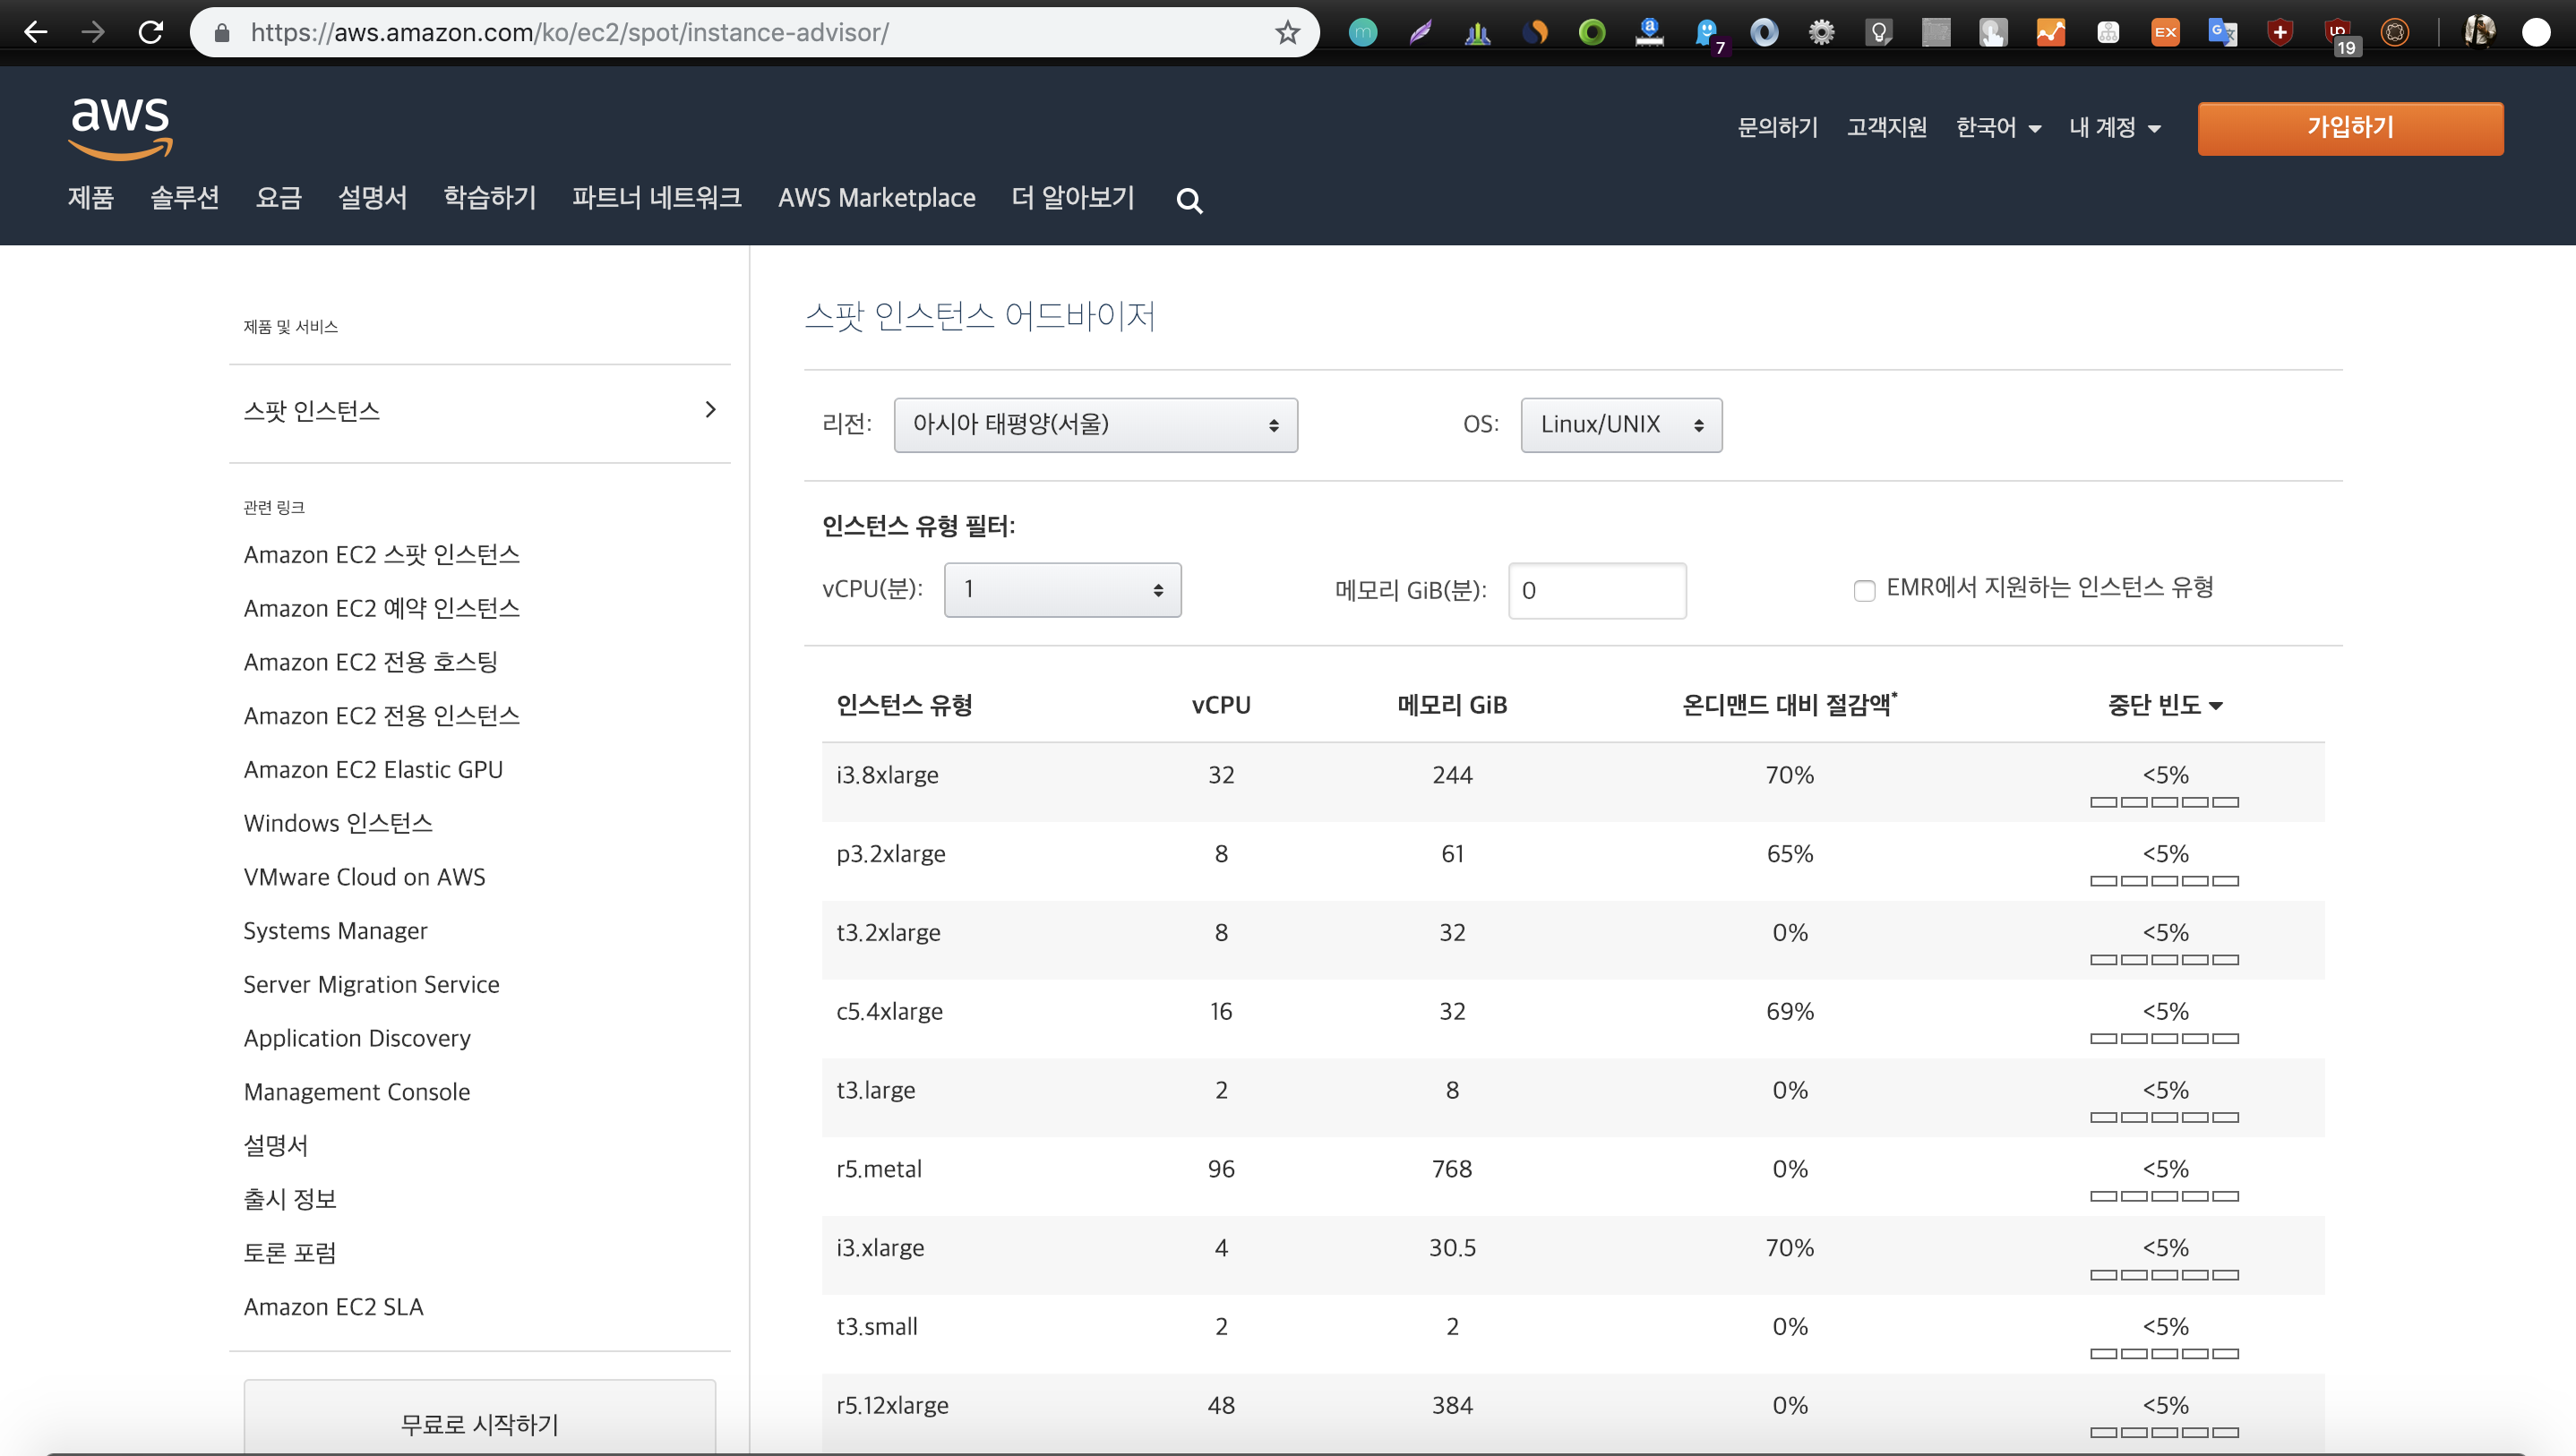 https://aws.amazon.com/ko/ec2/spot/instance-advisor/
m
a
7
EX
G
19
aws
문의하기 고객지원 한국어 내 계정 가입하기
제품 솔루션 요금 설명서 학습하기 파트너 네트워크 AWS Marketplace 더 알아보기
제품 및 서비스
스팟 인스턴스
관련 링크
Amazon EC2 스팟 인스턴스
Amazon EC2 예약 인스턴스
Amazon EC2 전용 호스팅
Amazon EC2 전용 인스턴스
Amazon EC2 Elastic GPU
Windows 인스턴스
VMware Cloud on AWS
Systems Manager
Server Migration Service
Application Discovery
Management Console
설명서
출시 정보
토론 포럼
Amazon EC2 SLA
무료로 시작하기
스팟 인스턴스 어드바이저
리전: 아시아 태평양(서울) OS: Linux/UNIX
인스턴스 유형 필터:
vCPU(분): 1 메모리 GiB(분): 0 EMR에서 지원하는 인스턴스 유형
인스턴스 유형 vCPU 메모리 GiB 온디맨드 대비 절감액* 중단 빈도
i3.8xlarge 32 244 70% <5%
p3.2xlarge 8 61 65% <5%
t3.2xlarge 8 32 0% <5%
c5.4xlarge 16 32 69% <5%
t3.large 2 8 0% <5%
r5.metal 96 768 0% <5%
i3.xlarge 4 30.5 70% <5%
t3.small 2 2 0% <5%
r5.12xlarge 48 384 0% <5%